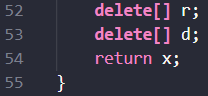 52 delete[] r;
53 delete[] d;
54 return x;
55 }